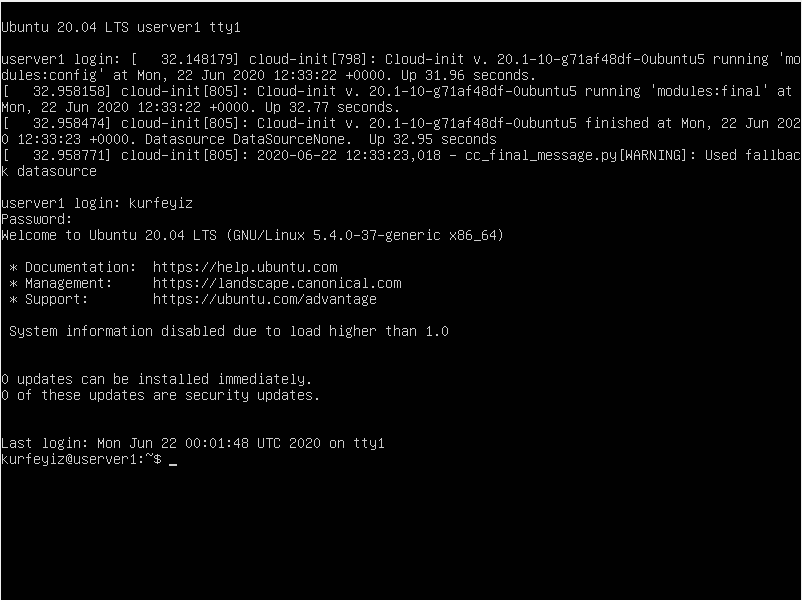 Ubuntu 20.04 LTS userver1 tty1
userver1 login: [   32.148179] cloud-init[798]: Cloud-init v. 20.1-10-g71af48df-0ubuntu5 running 'mo
dules:config' at Mon, 22 Jun 2020 12:33:22 +0000. Up 31.96 seconds.
[   32.958158] cloud-init[805]: Cloud-init v. 20.1-10-g71af48df-0ubuntu5 running 'modules:final' at
Mon, 22 Jun 2020 12:33:22 +0000. Up 32.77 seconds.
[   32.958474] cloud-init[805]: Cloud-init v. 20.1-10-g71af48df-0ubuntu5 finished at Mon, 22 Jun 202
0 12:33:23 +0000. Datasource DataSourceNone.  Up 32.95 seconds
[   32.958771] cloud-init[805]: 2020-06-22 12:33:23,018 - cc_final_message.py[WARNING]: Used fallbac
k datasource
userver1 login: kurfeyiz
Password:
Welcome to Ubuntu 20.04 LTS (GNU/Linux 5.4.0-37-generic x86_64)
 * Documentation:  https://help.ubuntu.com
 * Management:     https://landscape.canonical.com
 * Support:        https://ubuntu.com/advantage
 System information disabled due to load higher than 1.0
0 updates can be installed immediately.
0 of these updates are security updates.
Last login: Mon Jun 22 00:01:48 UTC 2020 on tty1
kurfeyiz@userver1:~$ _